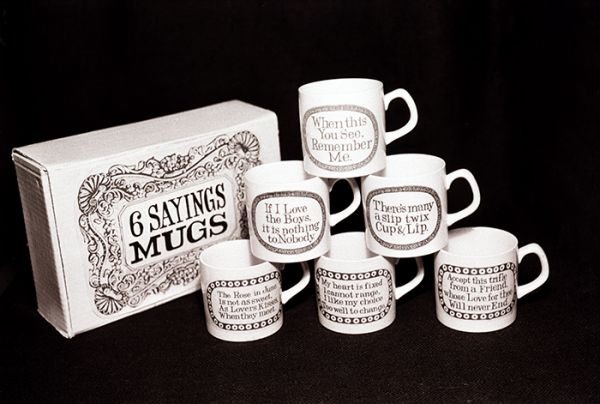 6 SAYINGS
MUGS
When this
You See,
Remember
Me.
If I Love
the Boys,
it is nothing
to Nobody.
There's many
a slip twix
Cup & Lip.
The Rose in June
Is not as sweet,
As Lovers Kisses
When they meet.
My heart is fixed
I cannot range,
I like my choice
too well to change.
Accept this trifle
from a Friend,
Whose Love for thee
Will never End.